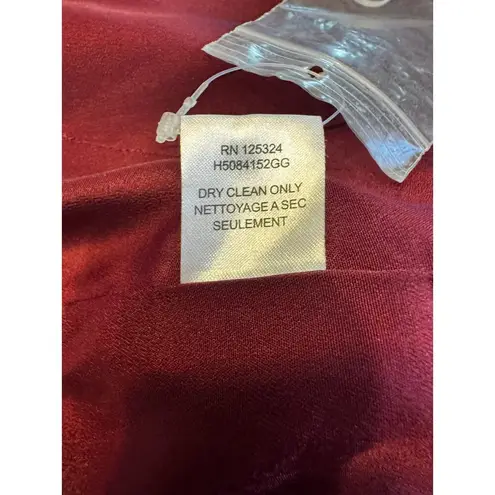 RN 125324
H5084152GG
DRY CLEAN ONLY
NETTOYAGE A SEC
SEULEMENT